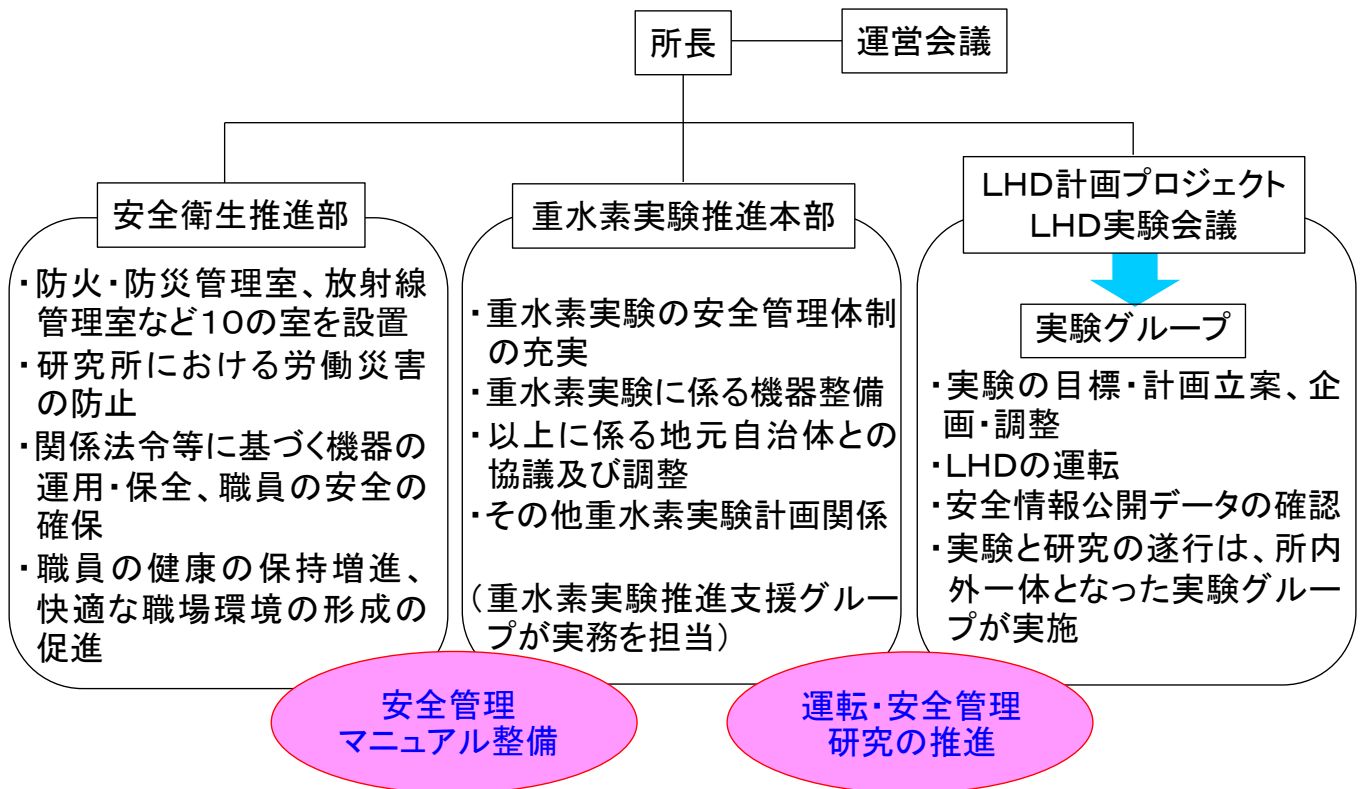 所長
運営会議
安全衛生推進部
・防火・防災管理室、放射線
管理室など１０の室を設置
・研究所における労働災害
の防止
・関係法令等に基づく機器の
運用・保全、職員の安全の
確保
・職員の健康の保持増進、
快適な職場環境の形成の
促進
重水素実験推進本部
・重水素実験の安全管理体制
の充実
・重水素実験に係る機器整備
・以上に係る地元自治体との
協議及び調整
・その他重水素実験計画関係
（重水素実験推進支援グルー
プが実務を担当）
ＬＨＤ計画プロジェクト
ＬＨＤ実験会議
実験グループ
・実験の目標・計画立案、企
画・調整
・ＬＨＤの運転
・安全情報公開データの確認
・実験と研究の遂行は、所内
外一体となった実験グルー
プが実施
安全管理
マニュアル整備
運転・安全管理
研究の推進